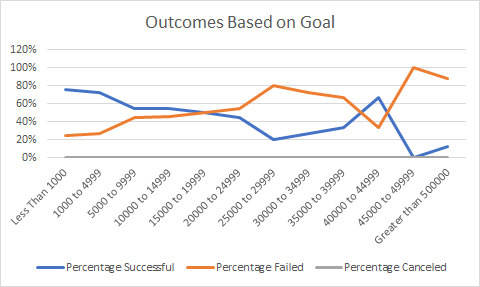 Outcomes Based on Goal
120%
100%
80%
60%
40%
20%
0%
Less Than 1000
1000 to 4999
5000 to 9999
10000 to 14999
15000 to 19999
20000 to 24999
25000 to 29999
30000 to 34999
35000 to 39999
40000 to 44999
45000 to 49999
Greater than 500000
Percentage Successful Percentage Failed Percentage Canceled